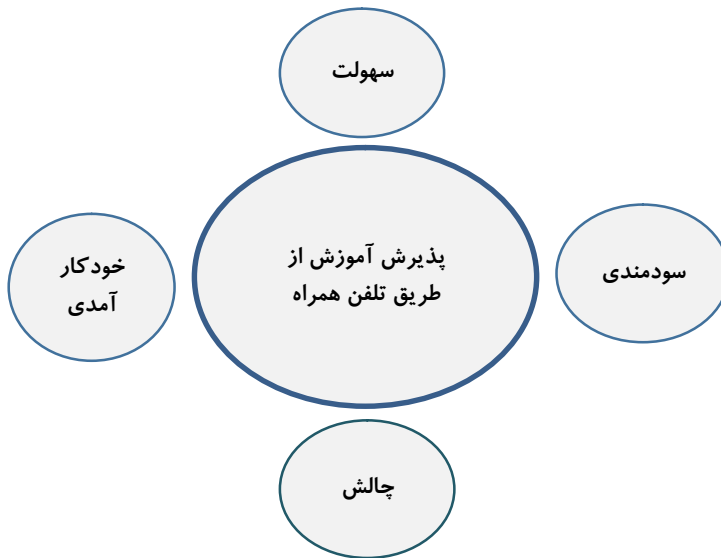 سهولت
پذیرش آموزش از
طریق تلفن همراه
سودمندی
خودکار
آمدی
چالش